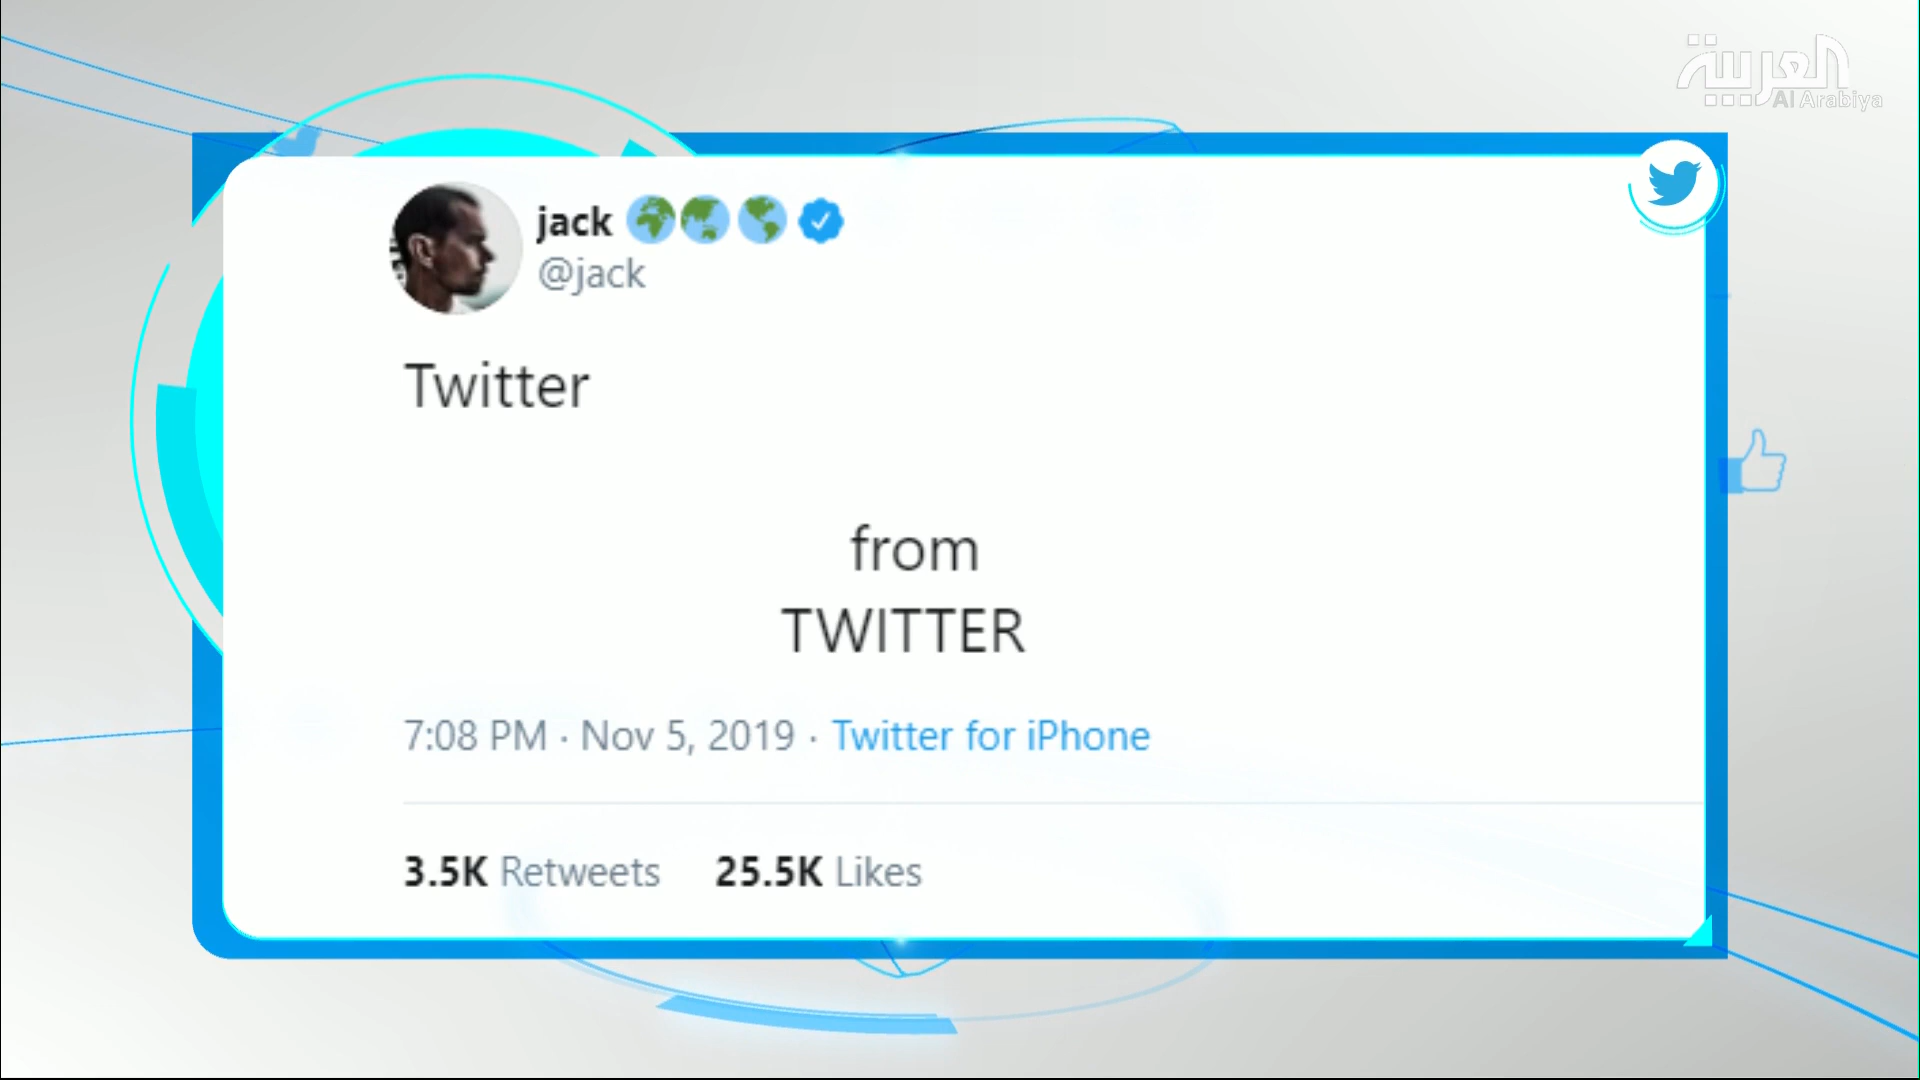 العربية
Al Arabiya
jack
@jack
Twitter
from
TWITTER
7:08 PM · Nov 5, 2019 · Twitter for iPhone
3.5K Retweets 25.5K Likes